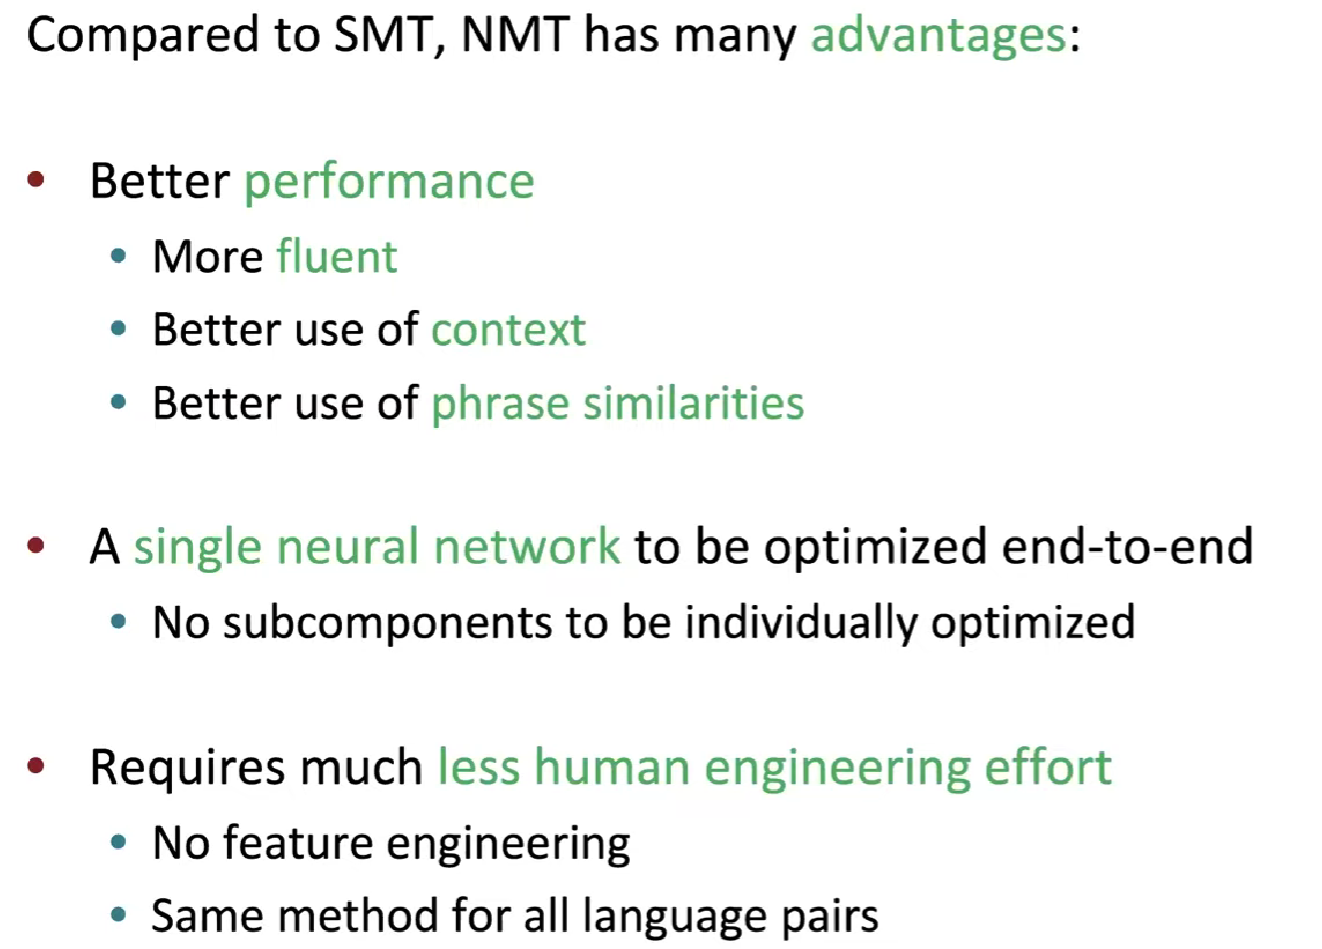 Compared to SMT, NMT has many advantages:
• Better performance
• More fluent
• Better use of context
• Better use of phrase similarities
• A single neural network to be optimized end-to-end
• No subcomponents to be individually optimized
• Requires much less human engineering effort
• No feature engineering
• Same method for all language pairs